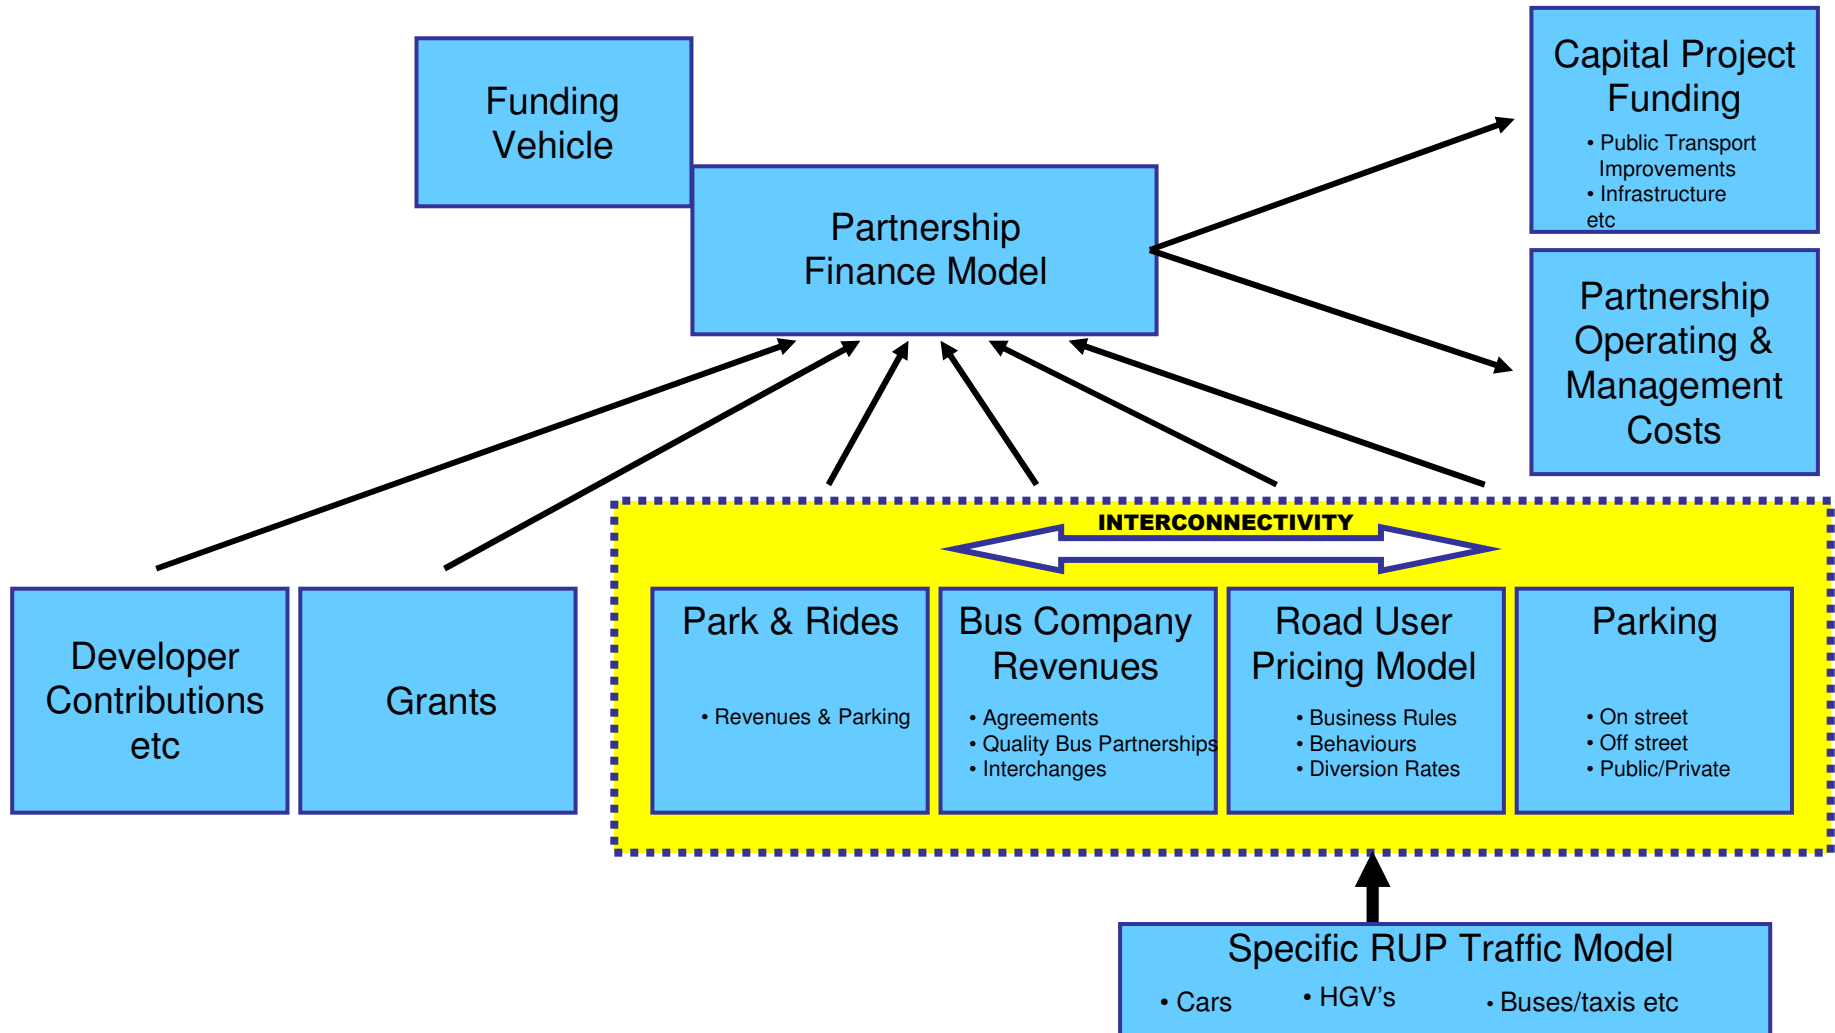 Funding
Vehicle
Capital Project
Funding
• Public Transport
Improvements
• Infrastructure
etc
Partnership
Finance Model
Partnership
Operating &
Management
Costs
INTERCONNECTIVITY
Developer
Contributions
etc
Grants
Park & Rides
• Revenues & Parking
Bus Company
Revenues
• Agreements
• Quality Bus Partnerships
• Interchanges
Road User
Pricing Model
• Business Rules
• Behaviours
• Diversion Rates
Parking
• On street
• Off street
• Public/Private
Specific RUP Traffic Model
• Cars • HGV's • Buses/taxis etc